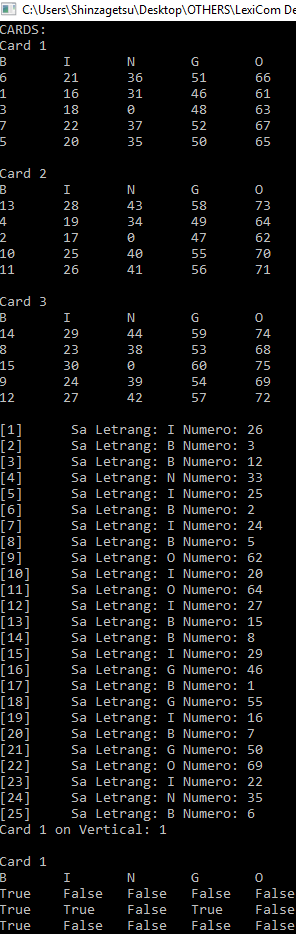 C:\Users\Shinzagetsu\Desktop\OTHERS\LexiCom De
CARDS:
Card 1
B I N G O
6 21 36 51 66
1 16 31 46 61
3 18 0 48 63
7 22 37 52 67
5 20 35 50 65
Card 2
B I N G O
13 28 43 58 73
4 19 34 49 64
2 17 0 47 62
10 25 40 55 70
11 26 41 56 71
Card 3
B I N G O
14 29 44 59 74
8 23 38 53 68
15 30 0 60 75
9 24 39 54 69
12 27 42 57 72
[1] Sa Letrang: I Numero: 26
[2] Sa Letrang: B Numero: 3
[3] Sa Letrang: B Numero: 12
[4] Sa Letrang: N Numero: 33
[5] Sa Letrang: I Numero: 25
[6] Sa Letrang: B Numero: 2
[7] Sa Letrang: I Numero: 24
[8] Sa Letrang: B Numero: 5
[9] Sa Letrang: O Numero: 62
[10] Sa Letrang: I Numero: 20
[11] Sa Letrang: O Numero: 64
[12] Sa Letrang: I Numero: 27
[13] Sa Letrang: B Numero: 15
[14] Sa Letrang: B Numero: 8
[15] Sa Letrang: I Numero: 29
[16] Sa Letrang: G Numero: 46
[17] Sa Letrang: B Numero: 1
[18] Sa Letrang: G Numero: 55
[19] Sa Letrang: I Numero: 16
[20] Sa Letrang: B Numero: 7
[21] Sa Letrang: G Numero: 50
[22] Sa Letrang: O Numero: 69
[23] Sa Letrang: I Numero: 22
[24] Sa Letrang: N Numero: 35
[25] Sa Letrang: B Numero: 6
Card 1 on Vertical: 1
Card 1
B I N G O
True False False False False
True True False True False